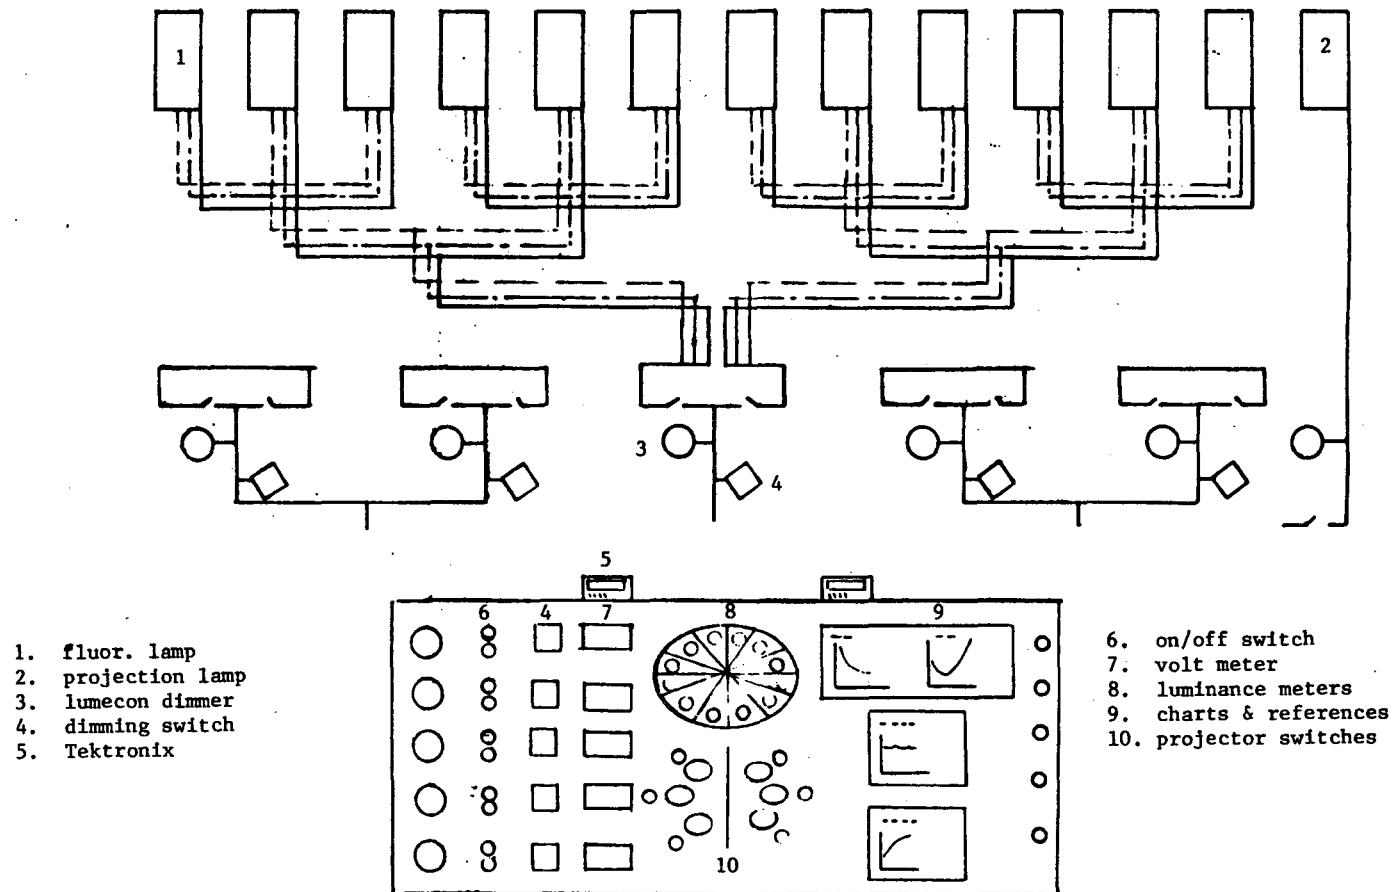 1
2
3
4
5
6 4 7 8 9
10
1. fluor. lamp
2. projection lamp
3. lumecon dimmer
4. dimming switch
5. Tektronix
6. on/off switch
7. volt meter
8. luminance meters
9. charts & references
10. projector switches